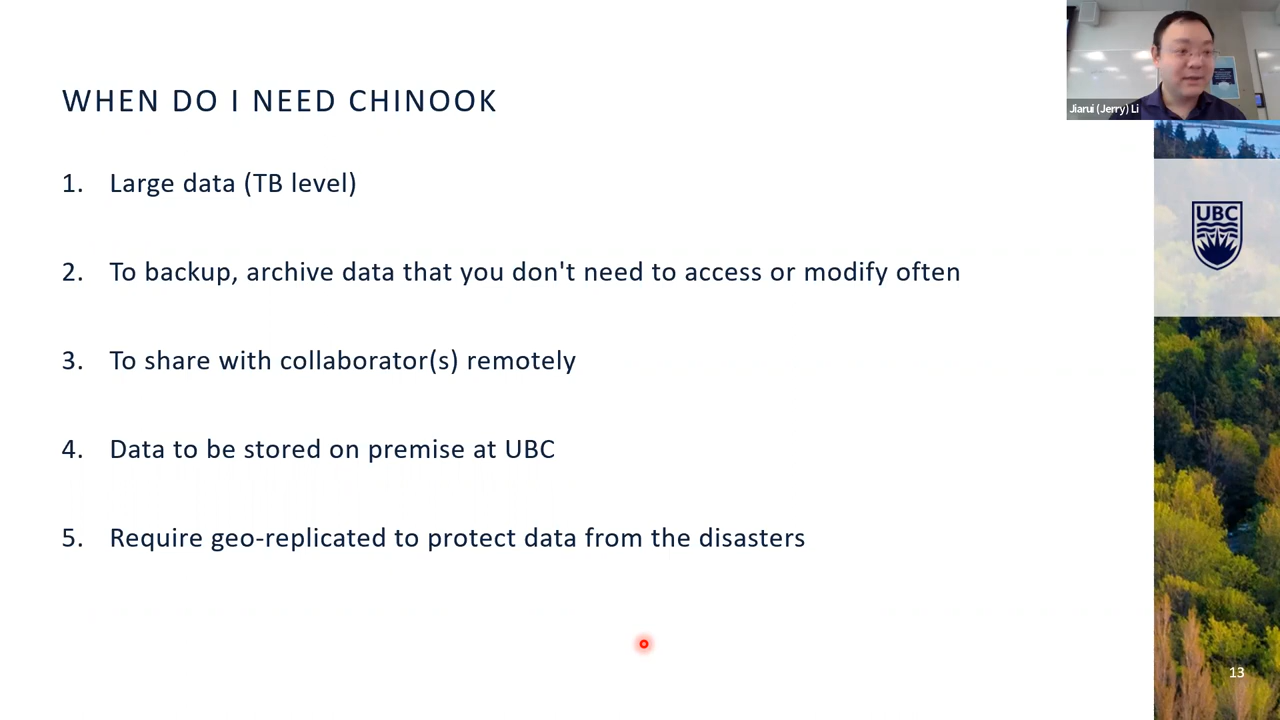 WHEN DO I NEED CHINOOK
1. Large data (TB level)
2. To backup, archive data that you don't need to access or modify often
3. To share with collaborator(s) remotely
4. Data to be stored on premise at UBC
5. Require geo-replicated to protect data from the disasters
Jiarui (Jerry) Li
UBC
13